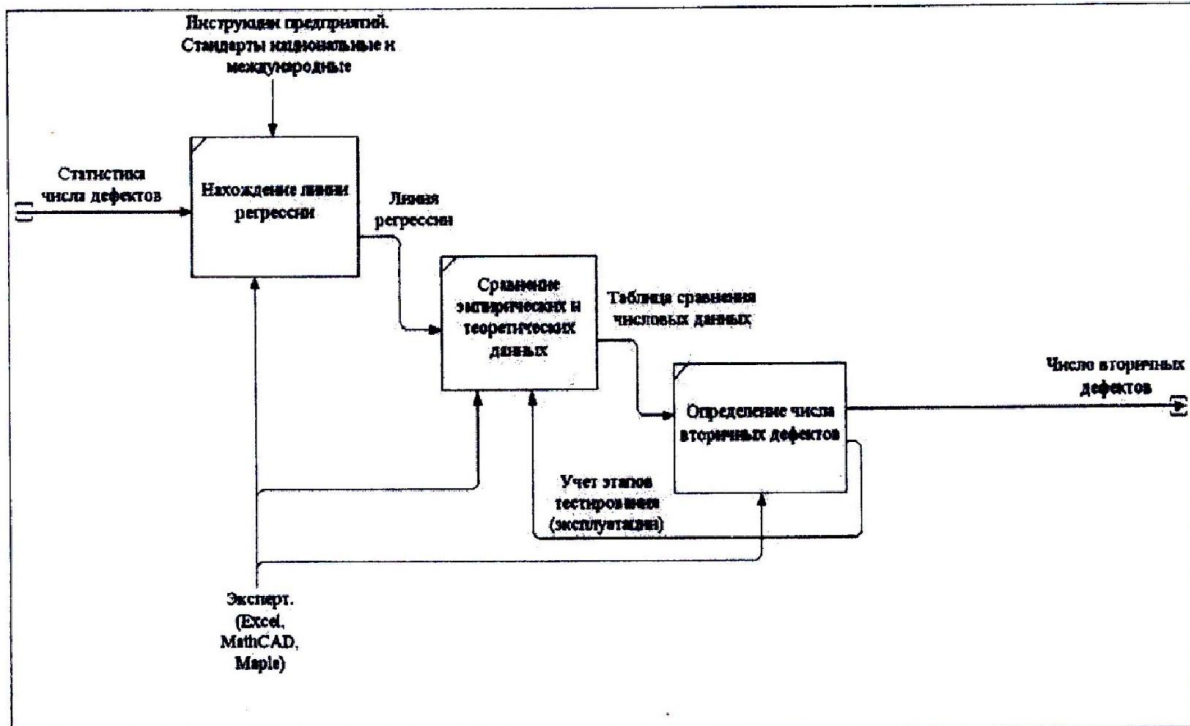 Инструкции предприятий.
Стандарты национальные и
международные
Статистика
числа дефектов
Нахождение линии
регрессии
Линия
регрессии
Сравнение
эмпирических и
теоретических
данных
Таблица сравнения
числовых данных
Определение числа
вторичных дефектов
Число вторичных
дефектов
Учет этапов
тестирования
(эксплуатации)
Эксперт.
(Excel,
MathCAD,
Maple)